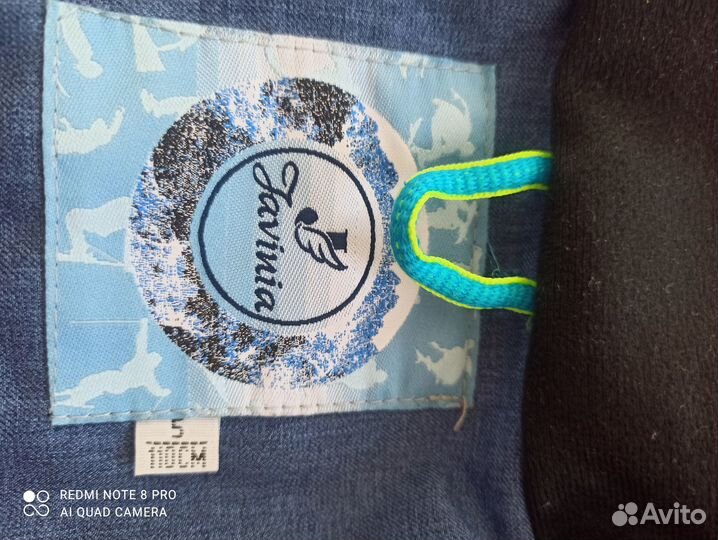 Javinia
5
110CM
REDMI NOTE 8 PRO
AI QUAD CAMERA
Avito